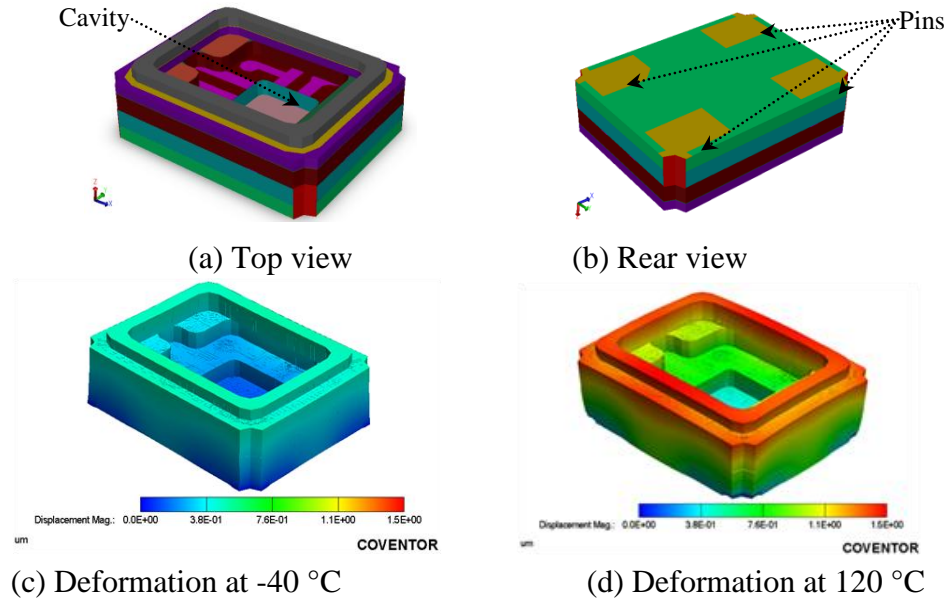 Cavity
Pins
(a) Top view
(b) Rear view
Displacement Mag.: 0.0E+00 3.8E-01 7.6E-01 1.1E+00 1.5E+00
um
COVENTOR
Displacement Mag.: 0.0E+00 3.8E-01 7.6E-01 1.1E+00 1.5E+00
um
COVENTOR
(c) Deformation at -40 °C
(d) Deformation at 120 °C